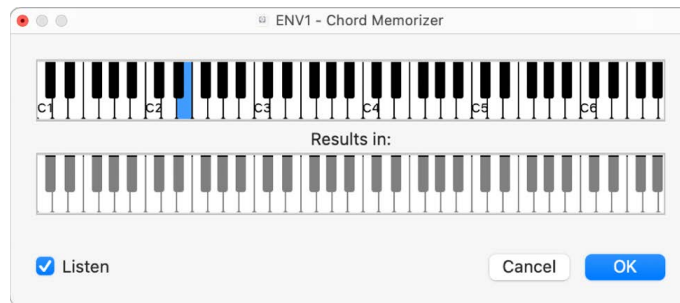 ENV1 - Chord Memorizer
C1 C2 C3 C4 C5 C6
Results in:
Listen
Cancel OK